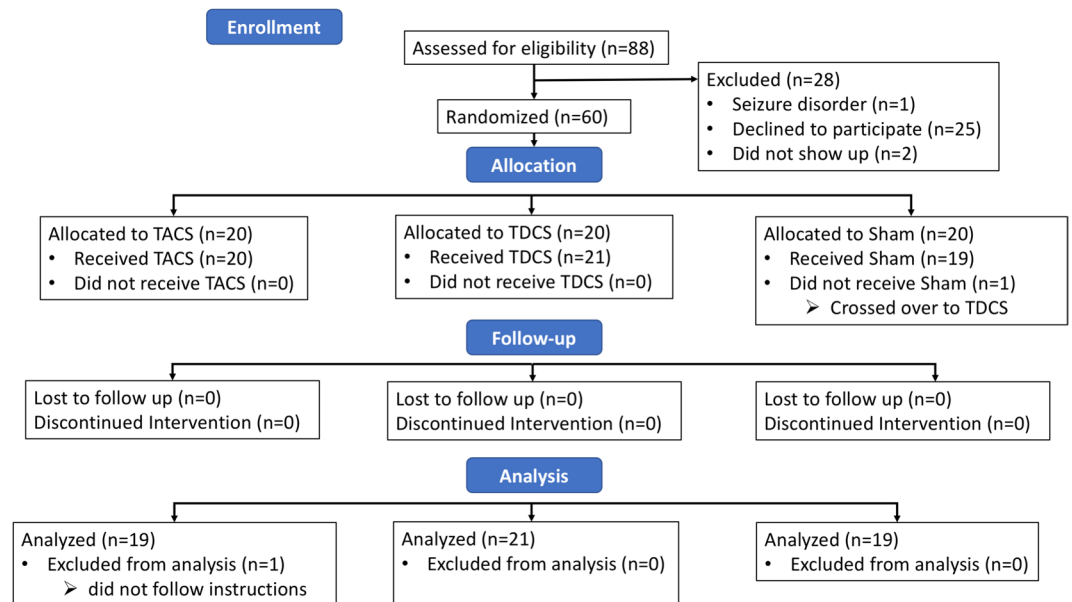 Enrollment
Assessed for eligibility (n=88)
Excluded (n=28)
• Seizure disorder (n=1)
• Declined to participate (n=25)
• Did not show up (n=2)
Randomized (n=60)
Allocation
Allocated to TACS (n=20)
• Received TACS (n=20)
• Did not receive TACS (n=0)
Allocated to TDCS (n=20)
• Received TDCS (n=21)
• Did not receive TDCS (n=0)
Allocated to Sham (n=20)
• Received Sham (n=19)
• Did not receive Sham (n=1)
➢ Crossed over to TDCS
Follow-up
Lost to follow up (n=0)
Discontinued Intervention (n=0)
Lost to follow up (n=0)
Discontinued Intervention (n=0)
Lost to follow up (n=0)
Discontinued Intervention (n=0)
Analysis
Analyzed (n=19)
• Excluded from analysis (n=1)
➢ did not follow instructions
Analyzed (n=21)
• Excluded from analysis (n=0)
Analyzed (n=19)
• Excluded from analysis (n=0)